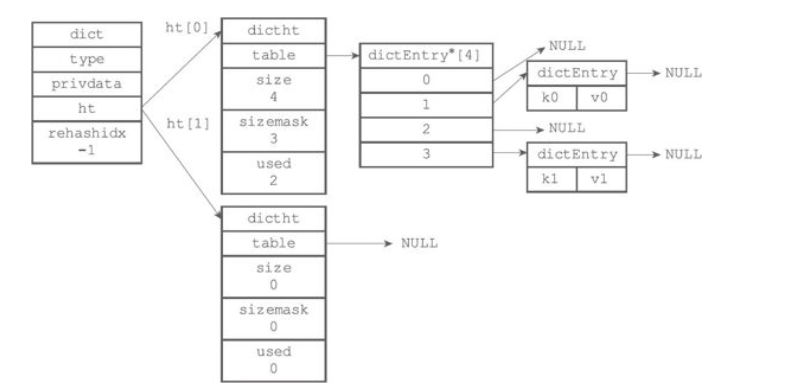 dict
type
privdata
ht
rehashidx
-1
ht[0]
ht[1]
dictht
table
size
4
sizemask
3
used
2
dictht
table
size
0
sizemask
0
used
0
NULL
dictEntry*[4]
0
1
2
3
NULL
dictEntry
k0 v0
NULL
NULL
dictEntry
k1 v1
NULL